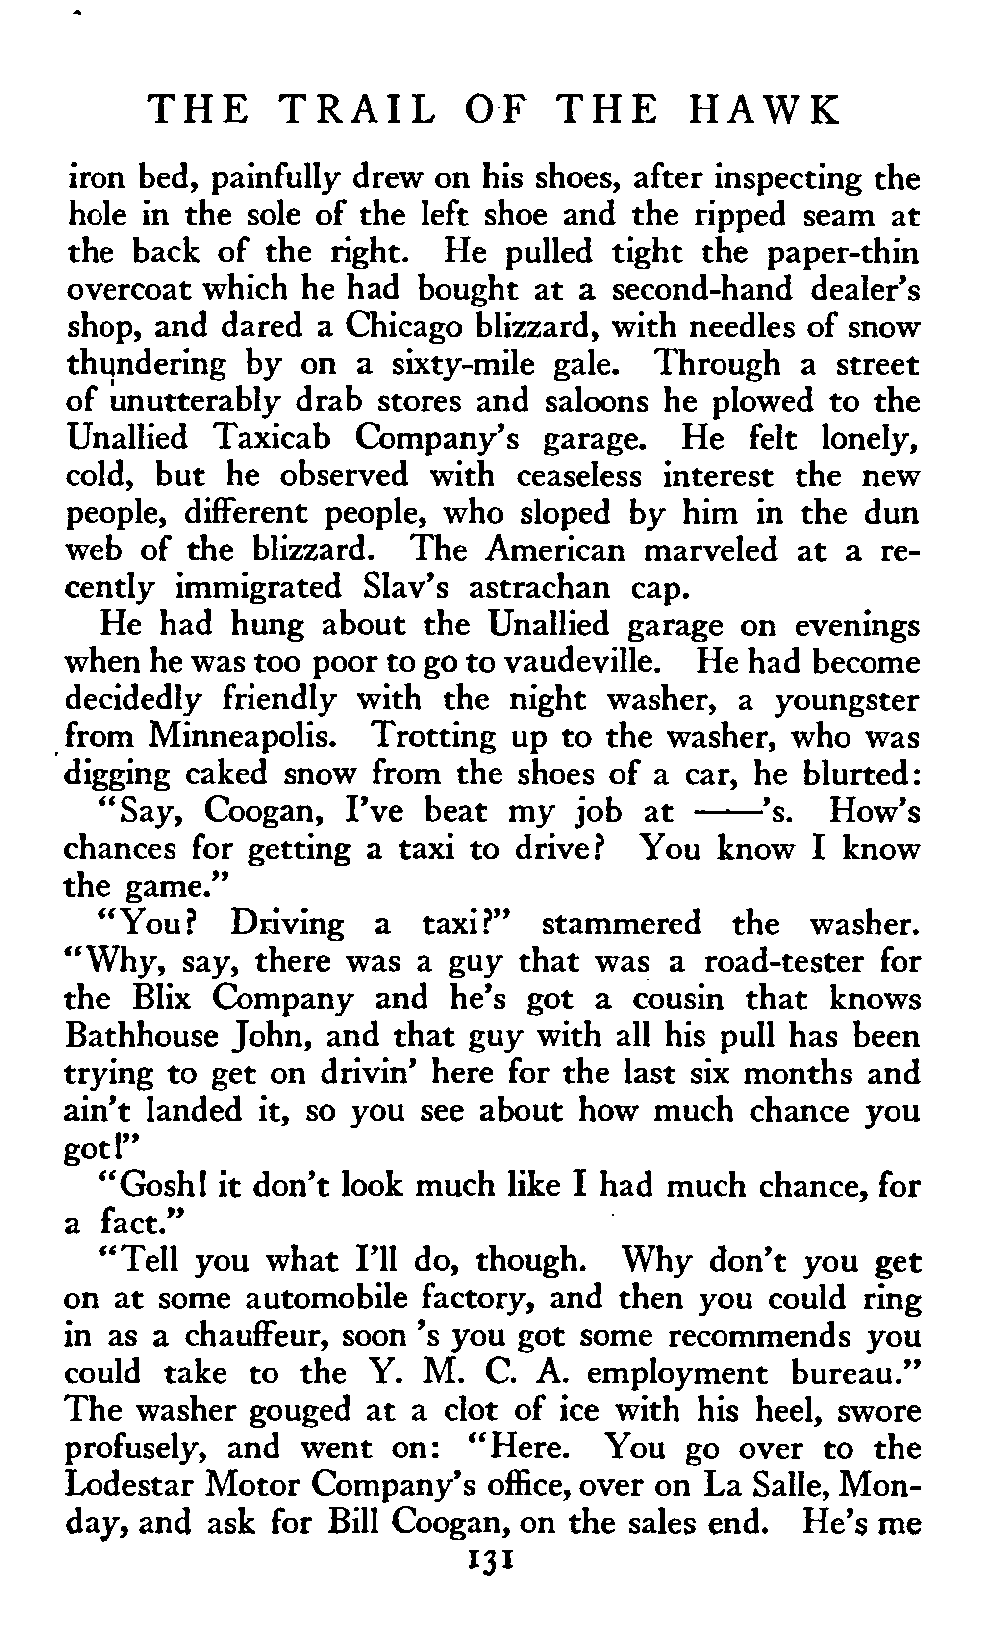 THE TRAIL OF THE HAWK
iron bed, painfully drew on his shoes, after inspecting the
hole in the sole of the left shoe and the ripped seam at
the back of the right. He pulled tight the paper-thin
overcoat which he had bought at a second-hand dealer's
shop, and dared a Chicago blizzard, with needles of snow
thundering by on a sixty-mile gale. Through a street
of unutterably drab stores and saloons he plowed to the
Unallied Taxicab Company's garage. He felt lonely,
cold, but he observed with ceaseless interest the new
people, different people, who sloped by him in the dun
web of the blizzard. The American marveled at a re-
cently immigrated Slav's astrachan cap.
He had hung about the Unallied garage on evenings
when he was too poor to go to vaudeville. He had become
decidedly friendly with the night washer, a youngster
from Minneapolis. Trotting up to the washer, who was
digging caked snow from the shoes of a car, he blurted:
"Say, Coogan, I've beat my job at ——'s. How's
chances for getting a taxi to drive? You know I know
the game."
"You? Driving a taxi?" stammered the washer.
"Why, say, there was a guy that was a road-tester for
the Blix Company and he's got a cousin that knows
Bathhouse John, and that guy with all his pull has been
trying to get on drivin' here for the last six months and
ain't landed it, so you see about how much chance you
got!"
"Gosh! it don't look much like I had much chance, for
a fact."
"Tell you what I'll do, though. Why don't you get
on at some automobile factory, and then you could ring
in as a chauffeur, soon 's you got some recommends you
could take to the Y. M. C. A. employment bureau."
The washer gouged at a clot of ice with his heel, swore
profusely, and went on: "Here. You go over to the
Lodestar Motor Company's office, over on La Salle, Mon-
day, and ask for Bill Coogan, on the sales end. He's me
131